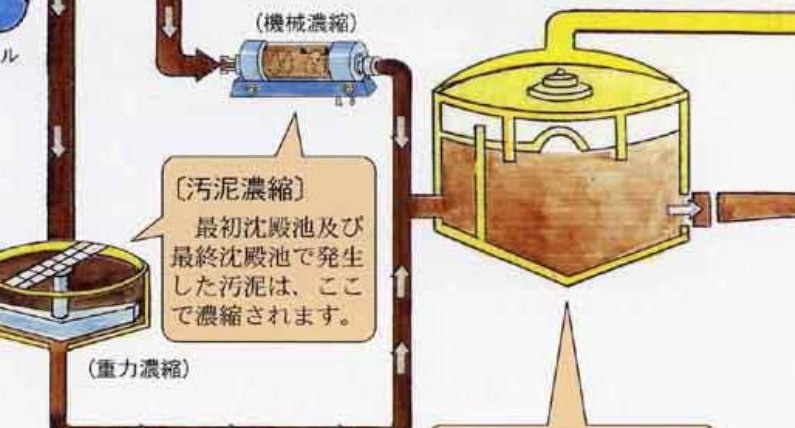 (機械濃縮)
ル
〔汚泥濃縮〕
最初沈殿池及び
最終沈殿池で発生
した汚泥は、ここ
で濃縮されます。
(重力濃縮)